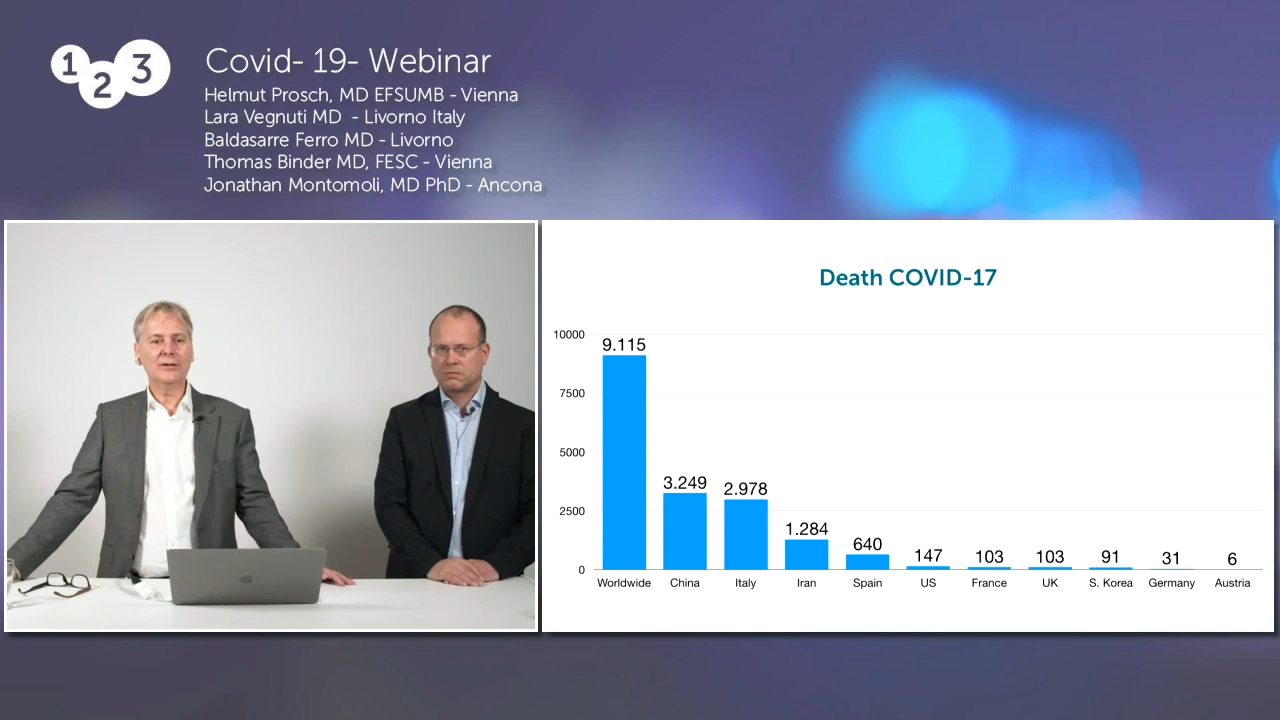 1 2 3
Covid- 19- Webinar
Helmut Prosch, MD EFSUMB - Vienna
Lara Vegnuti MD  - Livorno Italy
Baldasarre Ferro MD - Livorno
Thomas Binder MD, FESC - Vienna
Jonathan Montomoli, MD PhD - Ancona
Death COVID-17
10000
7500
5000
2500
0
9.115
3.249
2.978
1.284
640
147
103
103
91
31
6
Worldwide China Italy Iran Spain US France UK S. Korea Germany Austria